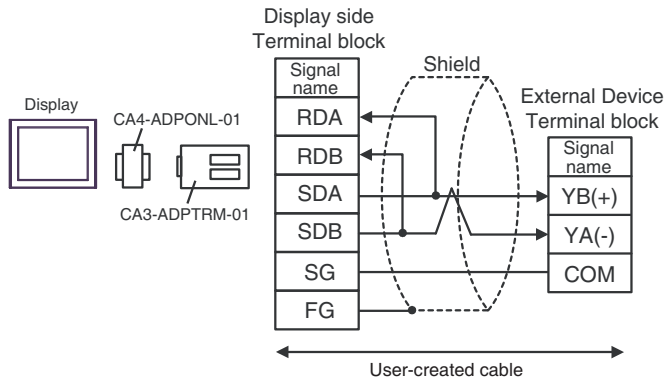 Display side
Terminal block
Shield
External Device
Terminal block
Display
CA4-ADPONL-01
CA3-ADPTRM-01
Signal
name
RDA
RDB
SDA
SDB
SG
FG
Signal
name
YB(+)
YA(-)
COM
User-created cable